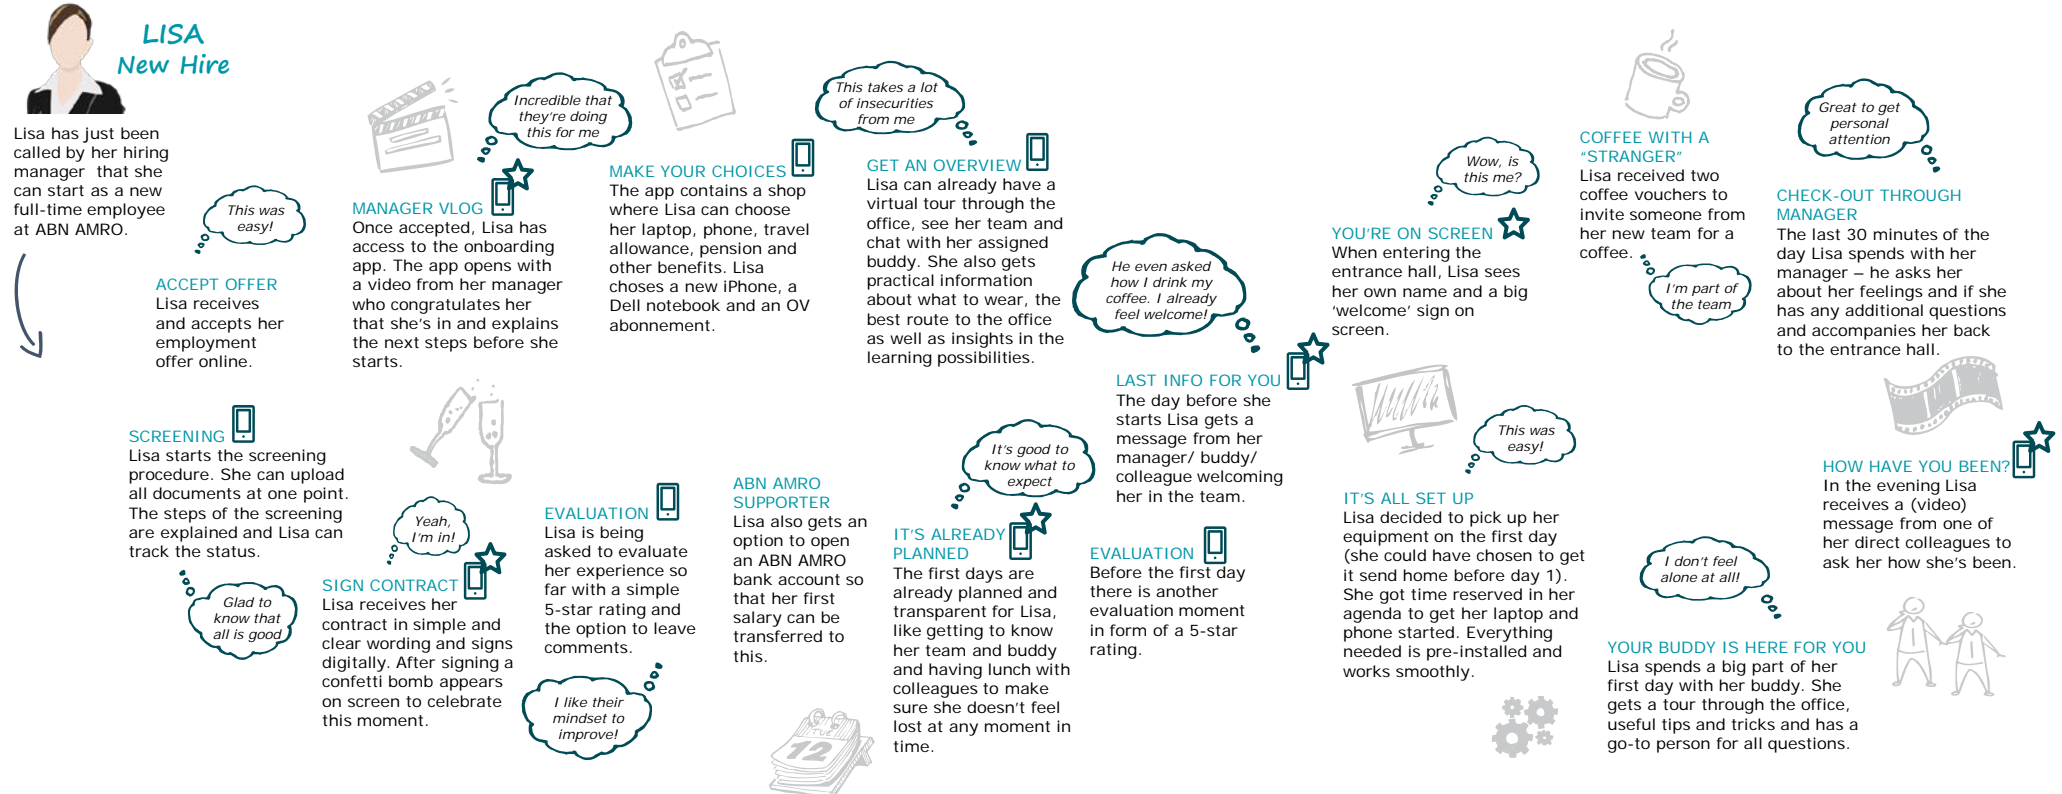 LISA
New Hire
Lisa has just been
called by her hiring
manager that she
can start as a new
full-time employee
at ABN AMRO.
This was
easy!
ACCEPT OFFER
Lisa receives
and accepts her
employment
offer online.
SCREENING
Lisa starts the screening
procedure. She can upload
all documents at one point.
The steps of the screening
are explained and Lisa can
track the status.
Glad to
know that
all is good
Incredible that
they're doing
this for me
MANAGER VLOG
Once accepted, Lisa has
access to the onboarding
app. The app opens with
a video from her manager
who congratulates her
that she's in and explains
the next steps before she
starts.
Yeah,
I'm in!
SIGN CONTRACT
Lisa receives her
contract in simple and
clear wording and signs
digitally. After signing a
confetti bomb appears
on screen to celebrate
this moment.
MAKE YOUR CHOICES
The app contains a shop
where Lisa can choose
her laptop, phone, travel
allowance, pension and
other benefits. Lisa
choses a new iPhone, a
Dell notebook and an OV
abonnement.
EVALUATION
Lisa is being
asked to evaluate
her experience so
far with a simple
5-star rating and
the option to leave
comments.
I like their
mindset to
improve!
ABN AMRO
SUPPORTER
Lisa also gets an
option to open
an ABN AMRO
bank account so
that her first
salary can be
transferred to
this.
TUE
12
This takes a lot
of insecurities
from me
GET AN OVERVIEW
Lisa can already have a
virtual tour through the
office, see her team and
chat with her assigned
buddy. She also gets
practical information
about what to wear, the
best route to the office
as well as insights in the
learning possibilities.
It's good to
know what to
expect
IT'S ALREADY
PLANNED
The first days are
already planned and
transparent for Lisa,
like getting to know
her team and buddy
and having lunch with
colleagues to make
sure she doesn't feel
lost at any moment in
time.
He even asked
how I drink my
coffee. I already
feel welcome!
LAST INFO FOR YOU
The day before she
starts Lisa gets a
message from her
manager/ buddy/
colleague welcoming
her in the team.
EVALUATION
Before the first day
there is another
evaluation moment
in form of a 5-star
rating.
Wow, is
this me?
YOU'RE ON SCREEN
When entering the
entrance hall, Lisa sees
her own name and a big
'welcome' sign on
screen.
This was
easy!
IT'S ALL SET UP
Lisa decided to pick up her
equipment on the first day
(she could have chosen to get
it send home before day 1).
She got time reserved in her
agenda to get her laptop and
phone started. Everything
needed is pre-installed and
works smoothly.
COFFEE WITH A
“STRANGER”
Lisa received two
coffee vouchers to
invite someone from
her new team for a
coffee.
I'm part of
the team
I don't feel
alone at all!
YOUR BUDDY IS HERE FOR YOU
Lisa spends a big part of her
first day with her buddy. She
gets a tour through the office,
useful tips and tricks and has a
go-to person for all questions.
Great to get
personal
attention
CHECK-OUT THROUGH
MANAGER
The last 30 minutes of the
day Lisa spends with her
manager – he asks her
about her feelings and if she
has any additional questions
and accompanies her back
to the entrance hall.
HOW HAVE YOU BEEN?
In the evening Lisa
receives a (video)
message from one of
her direct colleagues to
ask her how she's been.